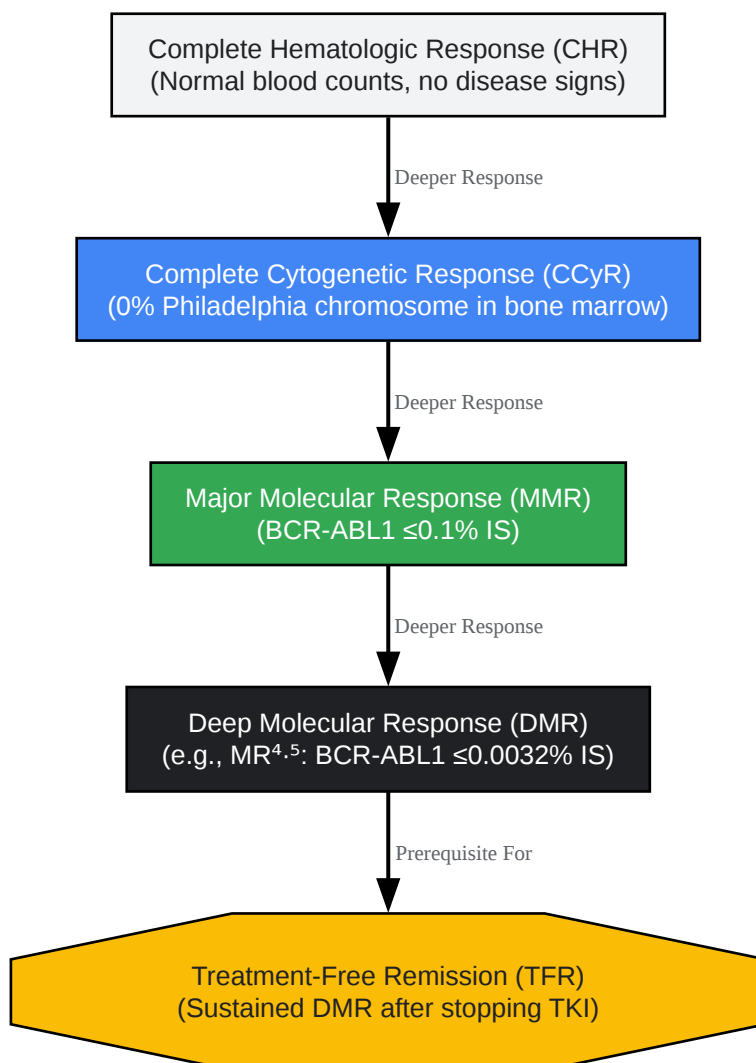 Complete Hematologic Response (CHR)
(Normal blood counts, no disease signs)
Deeper Response
Complete Cytogenetic Response (CCyR)
(0% Philadelphia chromosome in bone marrow)
Deeper Response
Major Molecular Response (MMR)
(BCR-ABL1 ≤0.1% IS)
Deeper Response
Deep Molecular Response (DMR)
(e.g., MR⁴·⁵: BCR-ABL1 ≤0.0032% IS)
Prerequisite For
Treatment-Free Remission (TFR)
(Sustained DMR after stopping TKI)